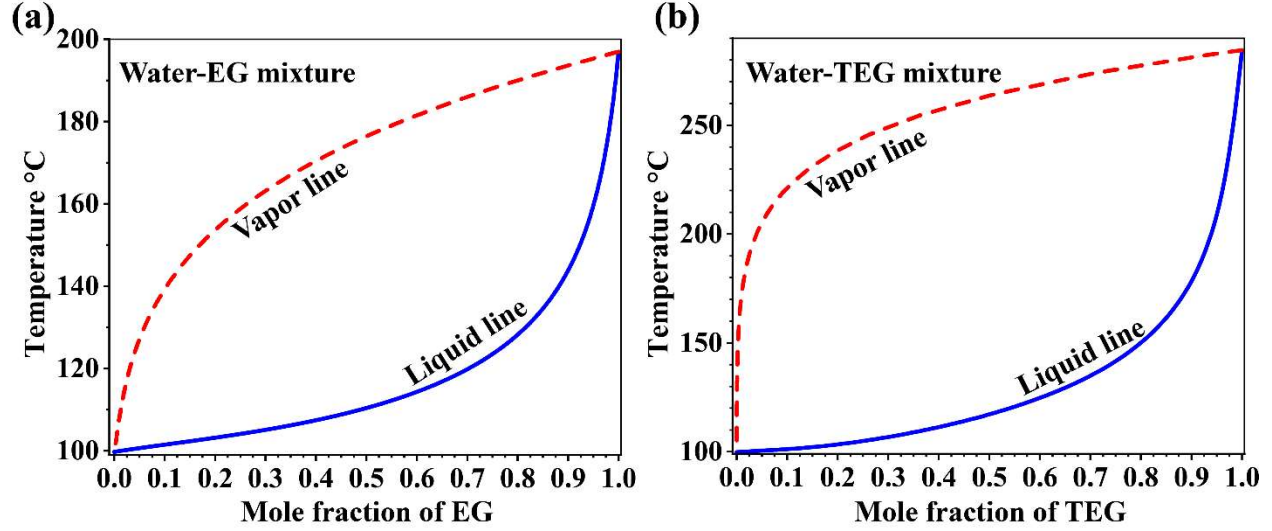 (a)
Water-EG mixture
Vapor line
Liquid line
Temperature °C
200
180
160
140
120
100
0.0 0.1 0.2 0.3 0.4 0.5 0.6 0.7 0.8 0.9 1.0
Mole fraction of EG
(b)
Water-TEG mixture
Vapor line
Liquid line
Temperature °C
250
200
150
100
0.0 0.1 0.2 0.3 0.4 0.5 0.6 0.7 0.8 0.9 1.0
Mole fraction of TEG